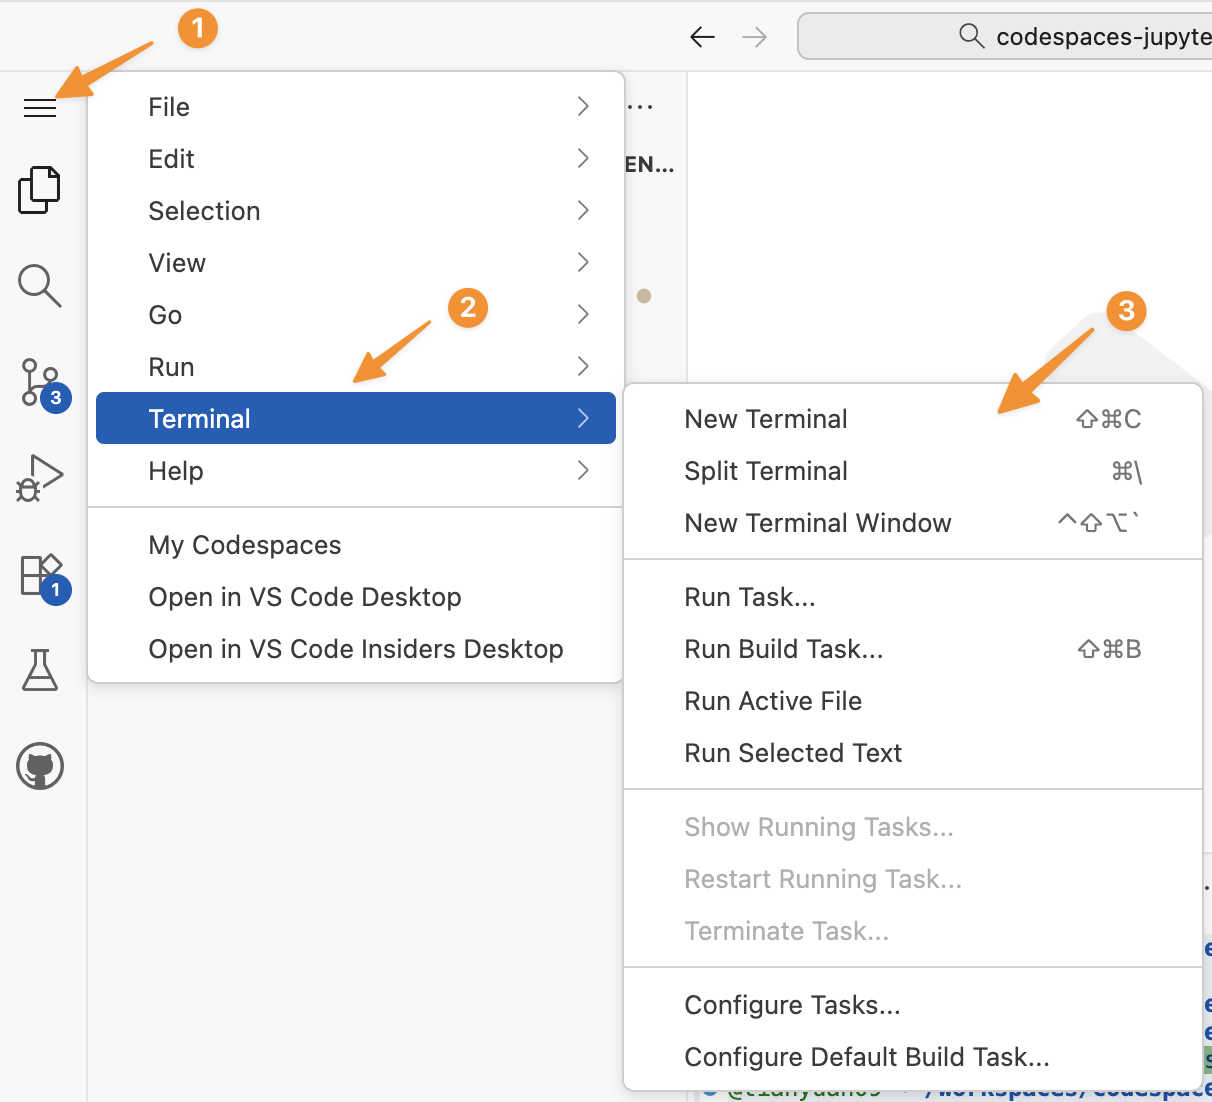 1
codespaces-jupyte
File
...
Edit
EN...
Selection
View
2
3
Go
Run
3
Terminal
New Terminal ⇧⌘C
Help
Split Terminal ⌘\
New Terminal Window ^⇧⌥`
My Codespaces
1
Open in VS Code Desktop
Run Task...
Open in VS Code Insiders Desktop
Run Build Task... ⇧⌘B
Run Active File
Run Selected Text
Show Running Tasks...
Restart Running Task...
Terminate Task...
Configure Tasks...
Configure Default Build Task...